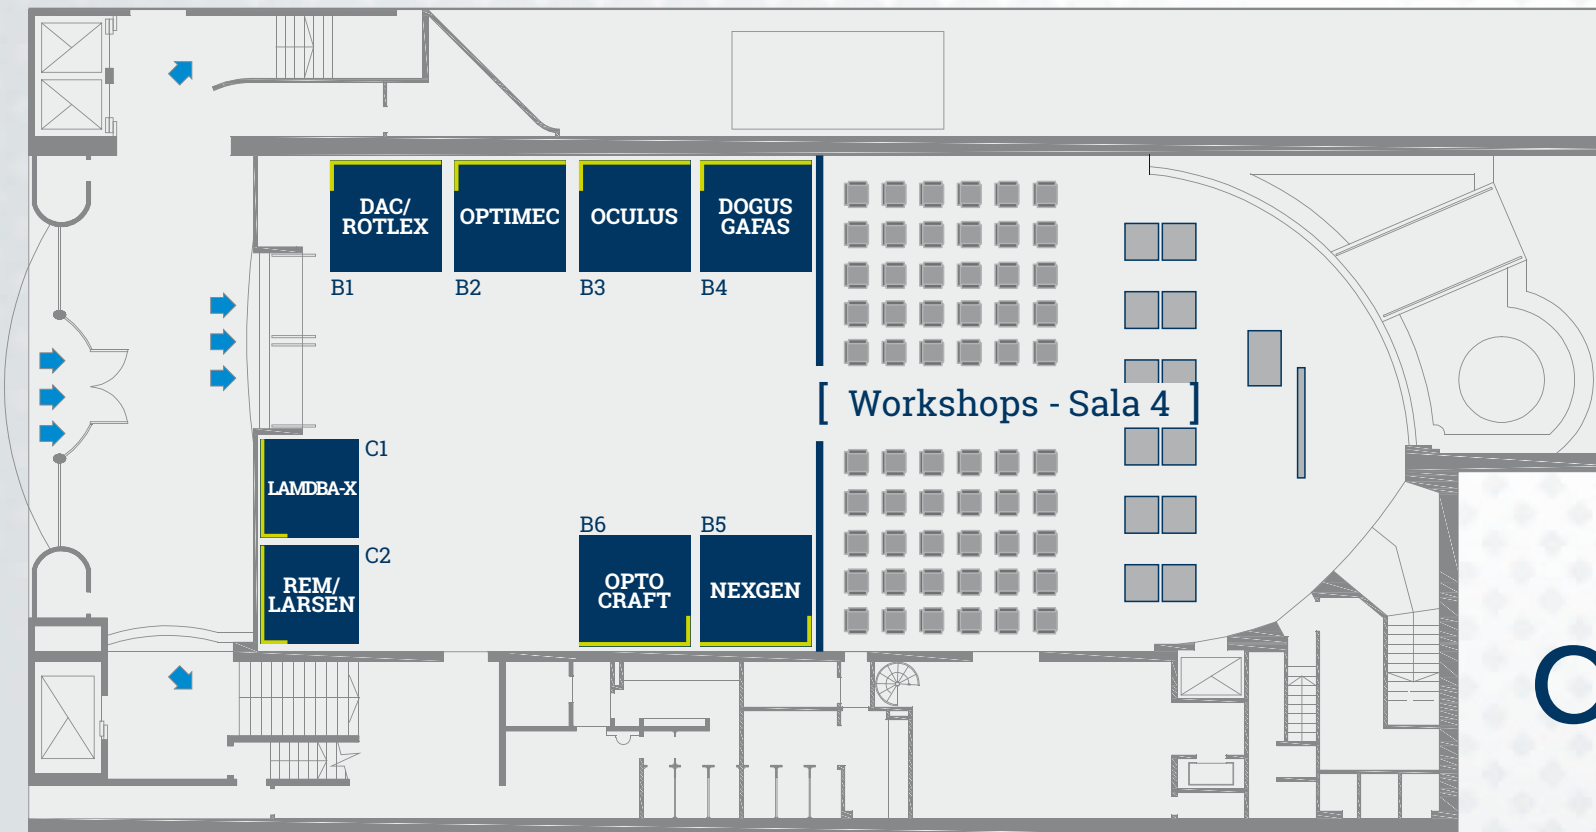 DAC/
ROTLEX
OPTIMEC
OCULUS
DOGUS
GAFAS
B1
B2
B3
B4
[ Workshops - Sala 4 ]
C1
LAMDBA-X
C2
REM/
LARSEN
B6
B5
OPTO
CRAFT
NEXGEN